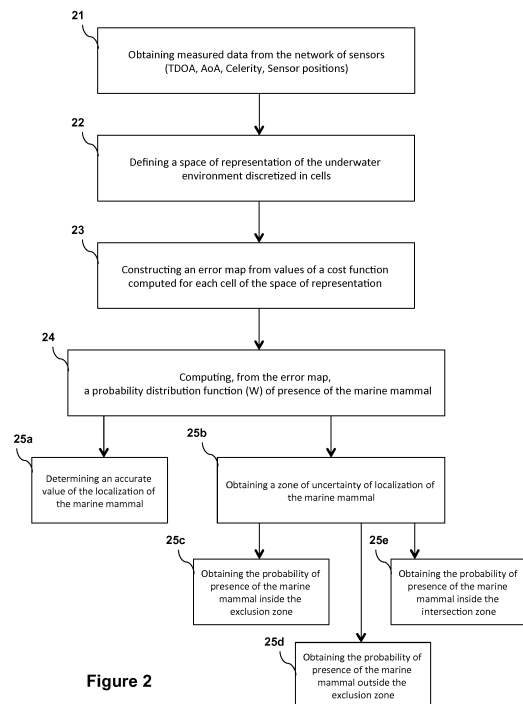 21
Obtaining measured data from the network of sensors
(TDOA, AoA, Celerity, Sensor positions)
22
Defining a space of representation of the underwater
environment discretized in cells
23
Constructing an error map from values of a cost function
computed for each cell of the space of representation
24
Computing, from the error map,
a probability distribution function (W) of presence of the marine mammal
25a
Determining an accurate
value of the localization of
the marine mammal
25b
Obtaining a zone of uncertainty of localization of
the marine mammal
25c
Obtaining the probability of
presence of the marine
mammal inside the
exclusion zone
25e
Obtaining the probability of
presence of the marine
mammal inside the
intersection zone
25d
Obtaining the probability of
presence of the marine
mammal outside the
exclusion zone
Figure 2